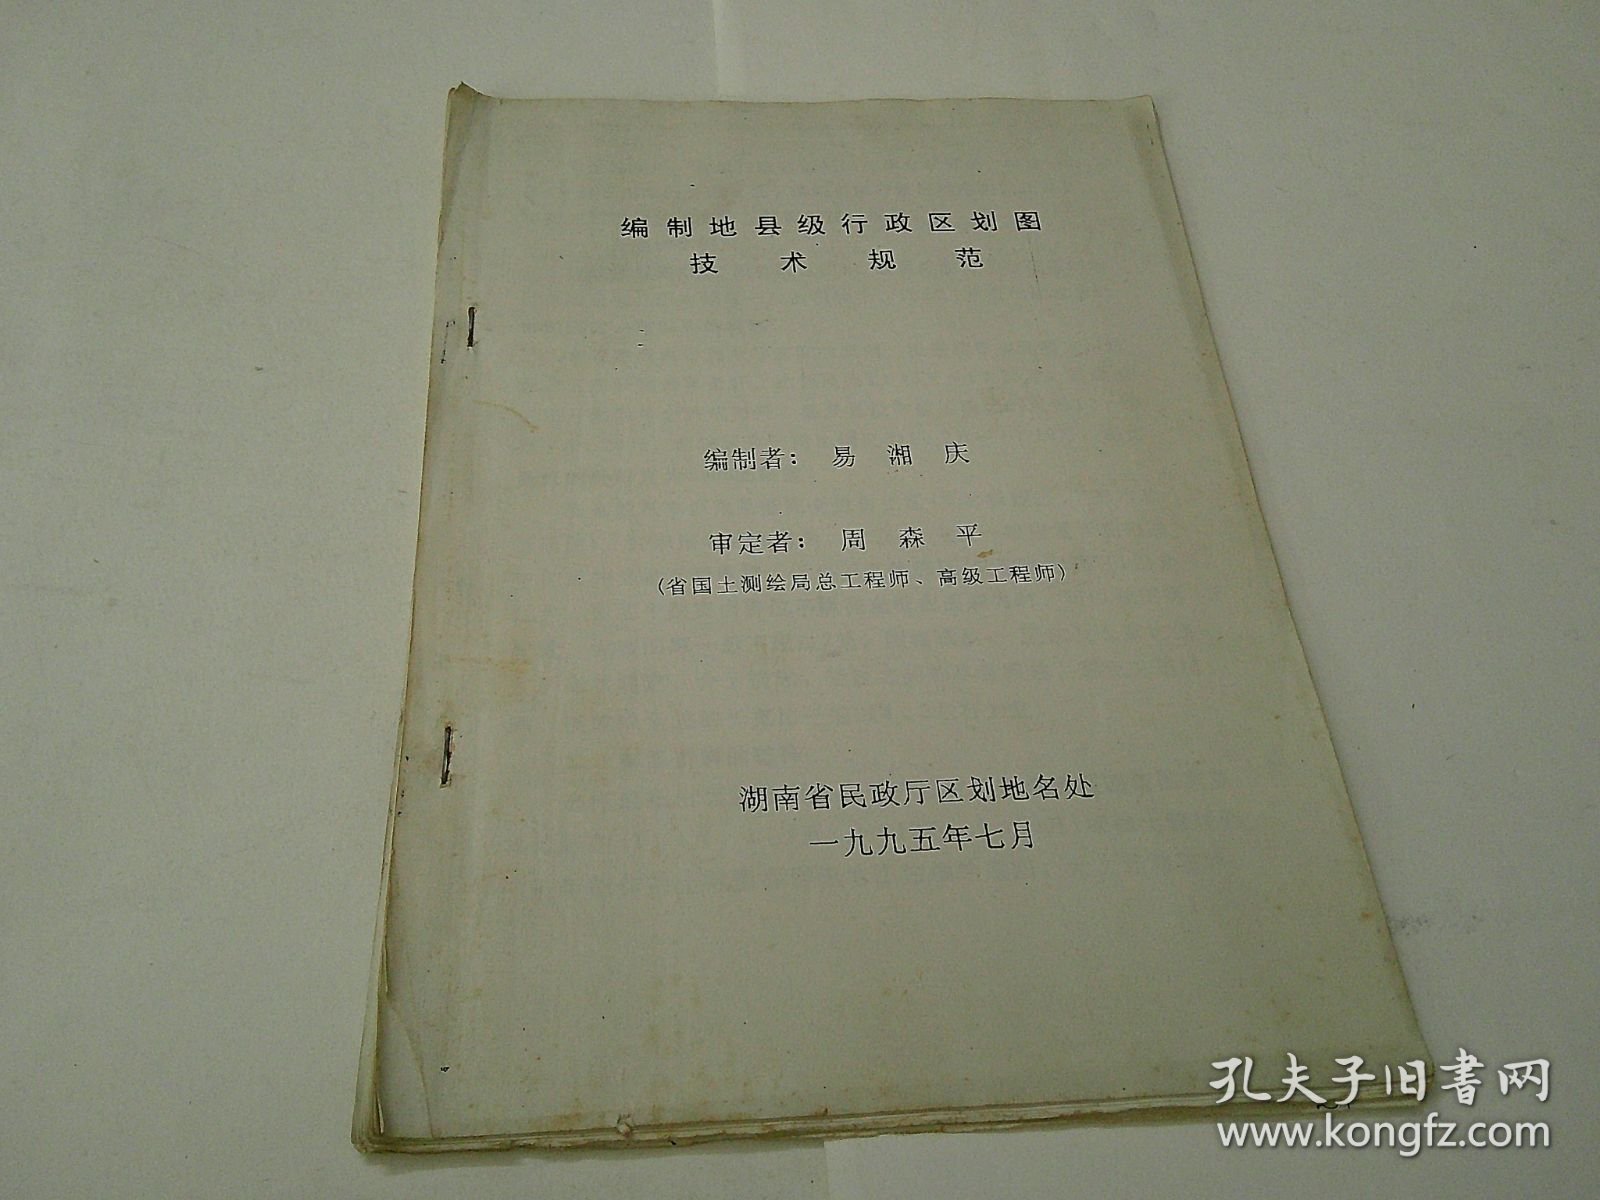 编制地县级行政区划图
技术规范
编制者：易湘庆
审定者：周森平
(省国土测绘局总工程师、高级工程师)
湖南省民政厅区划地名处
一九九五年七月
孔夫子旧书网
www.kongfz.com